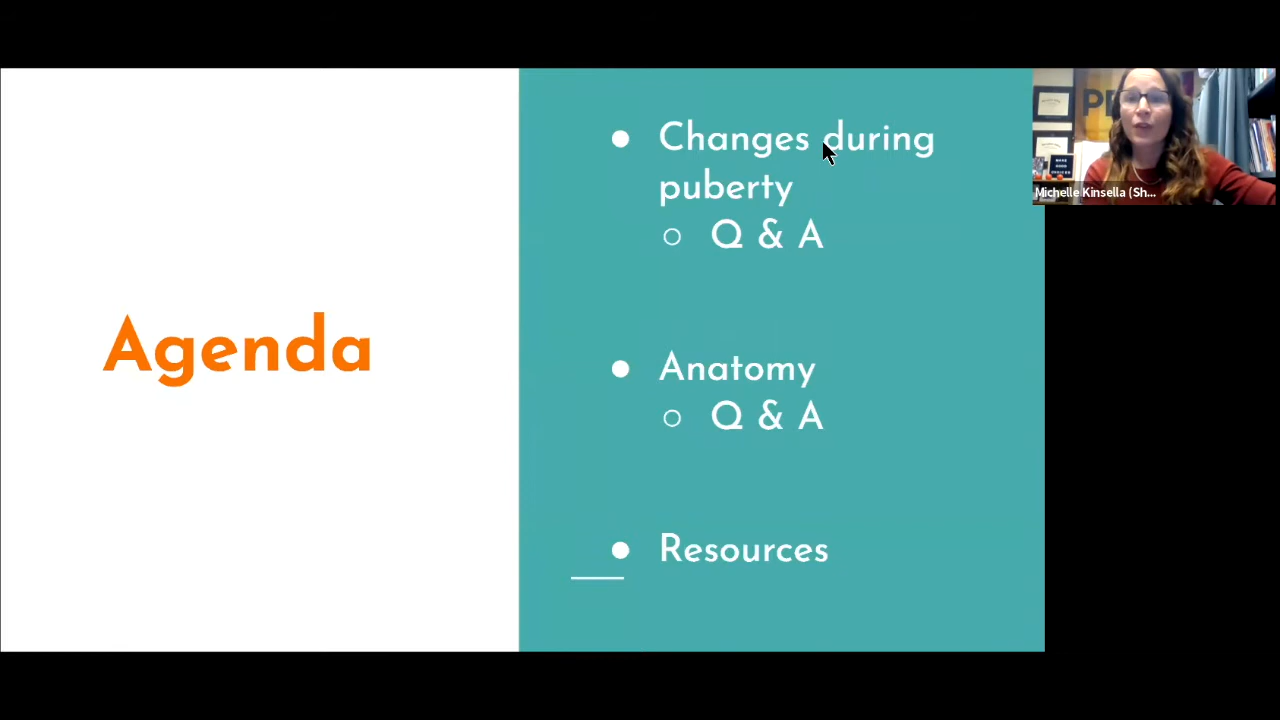 Agenda
Changes during
puberty
Q & A
Anatomy
Q & A
Resources
Michelle Kinsella (Sh...